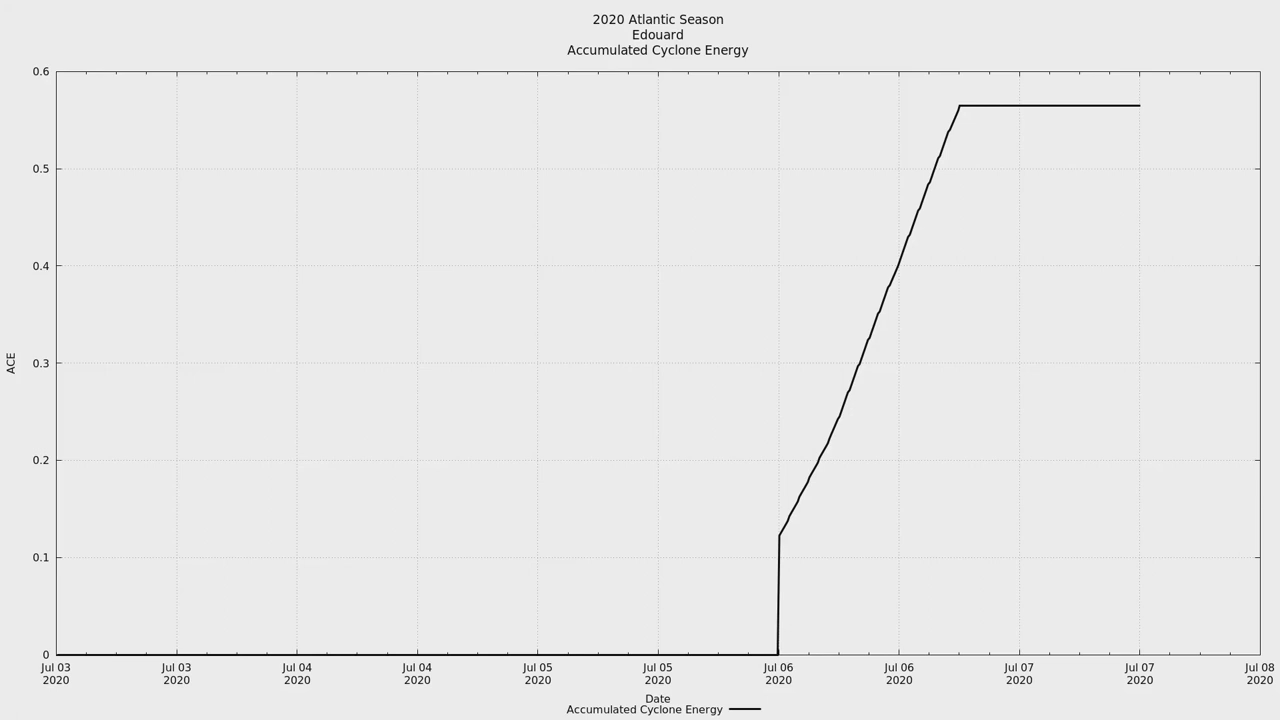 2020 Atlantic Season
Edouard
Accumulated Cyclone Energy
0.6
0.5
0.4
0.3
0.2
0.1
0
ACE
Jul 03 Jul 03 Jul 04 Jul 04 Jul 05 Jul 05 Jul 06 Jul 06 Jul 07 Jul 07 Jul 08
2020 2020 2020 2020 2020 2020 2020 2020 2020 2020 2020
Date
Accumulated Cyclone Energy